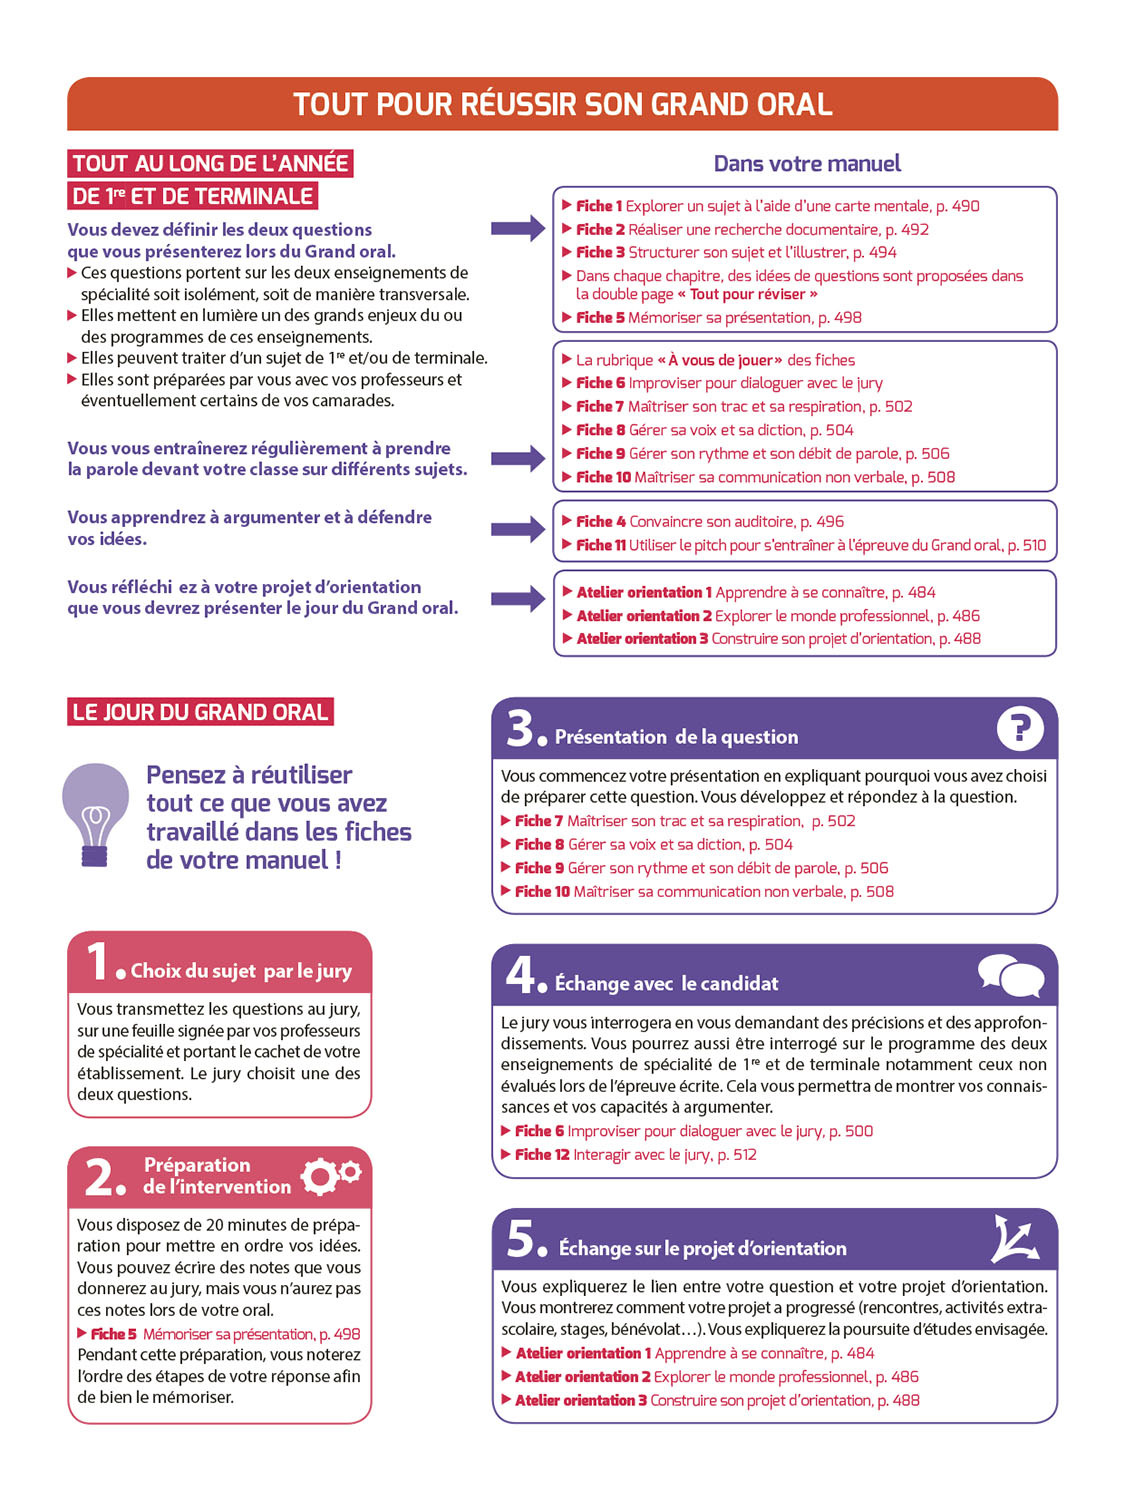 TOUT POUR RÉUSSIR SON GRAND ORAL
TOUT AU LONG DE L'ANNÉE
DE 1re ET DE TERMINALE
Vous devez définir les deux questions
que vous présenterez lors du Grand oral.
▶ Ces questions portent sur les deux enseignements de
spécialité soit isolément, soit de manière transversale.
▶ Elles mettent en lumière un des grands enjeux du ou
des programmes de ces enseignements.
▶ Elles peuvent traiter d'un sujet de 1re et/ou de terminale.
▶ Elles sont préparées par vous avec vos professeurs et
éventuellement certains de vos camarades.
Vous vous entraînerez régulièrement à prendre
la parole devant votre classe sur différents sujets.
Vous apprendrez à argumenter et à défendre
vos idées.
Vous réfléchi ez à votre projet d'orientation
que vous devrez présenter le jour du Grand oral.
Dans votre manuel
▶ Fiche 1 Explorer un sujet à l'aide d'une carte mentale, p. 490
▶ Fiche 2 Réaliser une recherche documentaire, p. 492
▶ Fiche 3 Structurer son sujet et l'illustrer, p. 494
▶ Dans chaque chapitre, des idées de questions sont proposées dans
la double page « Tout pour réviser »
▶ Fiche 5 Mémoriser sa présentation, p. 498
▶ La rubrique « À vous de jouer» des fiches
▶ Fiche 6 Improviser pour dialoguer avec le jury
▶ Fiche 7 Maîtriser son trac et sa respiration, p. 502
▶ Fiche 8 Gérer sa voix et sa diction, p. 504
▶ Fiche 9 Gérer son rythme et son débit de parole, p. 506
▶ Fiche 10 Maîtriser sa communication non verbale, p. 508
▶ Fiche 4 Convaincre son auditoire, p. 496
▶ Fiche 11 Utiliser le pitch pour s'entraîner à l'épreuve du Grand oral, p. 510
▶ Atelier orientation 1 Apprendre à se connaître, p. 484
▶ Atelier orientation 2 Explorer le monde professionnel, p. 486
▶ Atelier orientation 3 Construire son projet d'orientation, p. 488
LE JOUR DU GRAND ORAL
Pensez à réutiliser
tout ce que vous avez
travaillé dans les fiches
de votre manuel !
1. Choix du sujet par le jury
Vous transmettez les questions au jury,
sur une feuille signée par vos professeurs
de spécialité et portant le cachet de votre
établissement. Le jury choisit une des
deux questions.
2. Préparation
de l'intervention
Vous disposez de 20 minutes de prépa-
ration pour mettre en ordre vos idées.
Vous pouvez écrire des notes que vous
donnerez au jury, mais vous n'aurez pas
ces notes lors de votre oral.
▶ Fiche 5 Mémoriser sa présentation, p. 498
Pendant cette préparation, vous noterez
l'ordre des étapes de votre réponse afin
de bien le mémoriser.
3. Présentation de la question
?
Vous commencez votre présentation en expliquant pourquoi vous avez choisi
de préparer cette question. Vous développez et répondez à la question.
▶ Fiche 7 Maîtriser son trac et sa respiration, p. 502
▶ Fiche 8 Gérer sa voix et sa diction, p. 504
▶ Fiche 9 Gérer son rythme et son débit de parole, p. 506
▶ Fiche 10 Maîtriser sa communication non verbale, p. 508
4. Échange avec le candidat
Le jury vous interrogera en vous demandant des précisions et des approfon-
dissements. Vous pourrez aussi être interrogé sur le programme des deux
enseignements de spécialité de 1re et de terminale notamment ceux non
évalués lors de l'épreuve écrite. Cela vous permettra de montrer vos connais-
sances et vos capacités à argumenter.
▶ Fiche 6 Improviser pour dialoguer avec le jury, p. 500
▶ Fiche 12 Interagir avec le jury, p. 512
5. Échange sur le projet d'orientation
Vous expliquerez le lien entre votre question et votre projet d'orientation.
Vous montrerez comment votre projet a progressé (rencontres, activités extra-
scolaire, stages, bénévolat…). Vous expliquerez la poursuite d'études envisagée.
▶ Atelier orientation 1 Apprendre à se connaître, p. 484
▶ Atelier orientation 2 Explorer le monde professionnel, p. 486
▶ Atelier orientation 3 Construire son projet d'orientation, p. 488